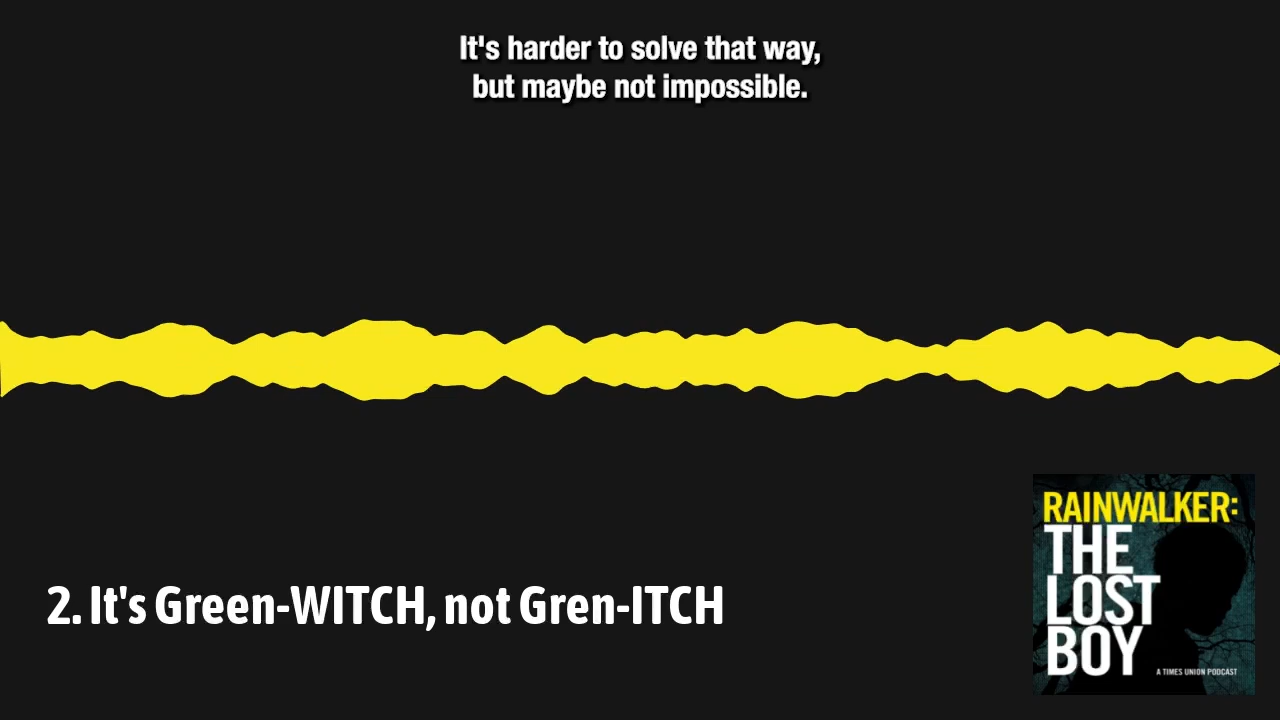 It's harder to solve that way,
but maybe not impossible.
2. It's Green-WITCH, not Gren-ITCH
RAINWALKER:
THE
LOST
BOY
A TIMES UNION PODCAST